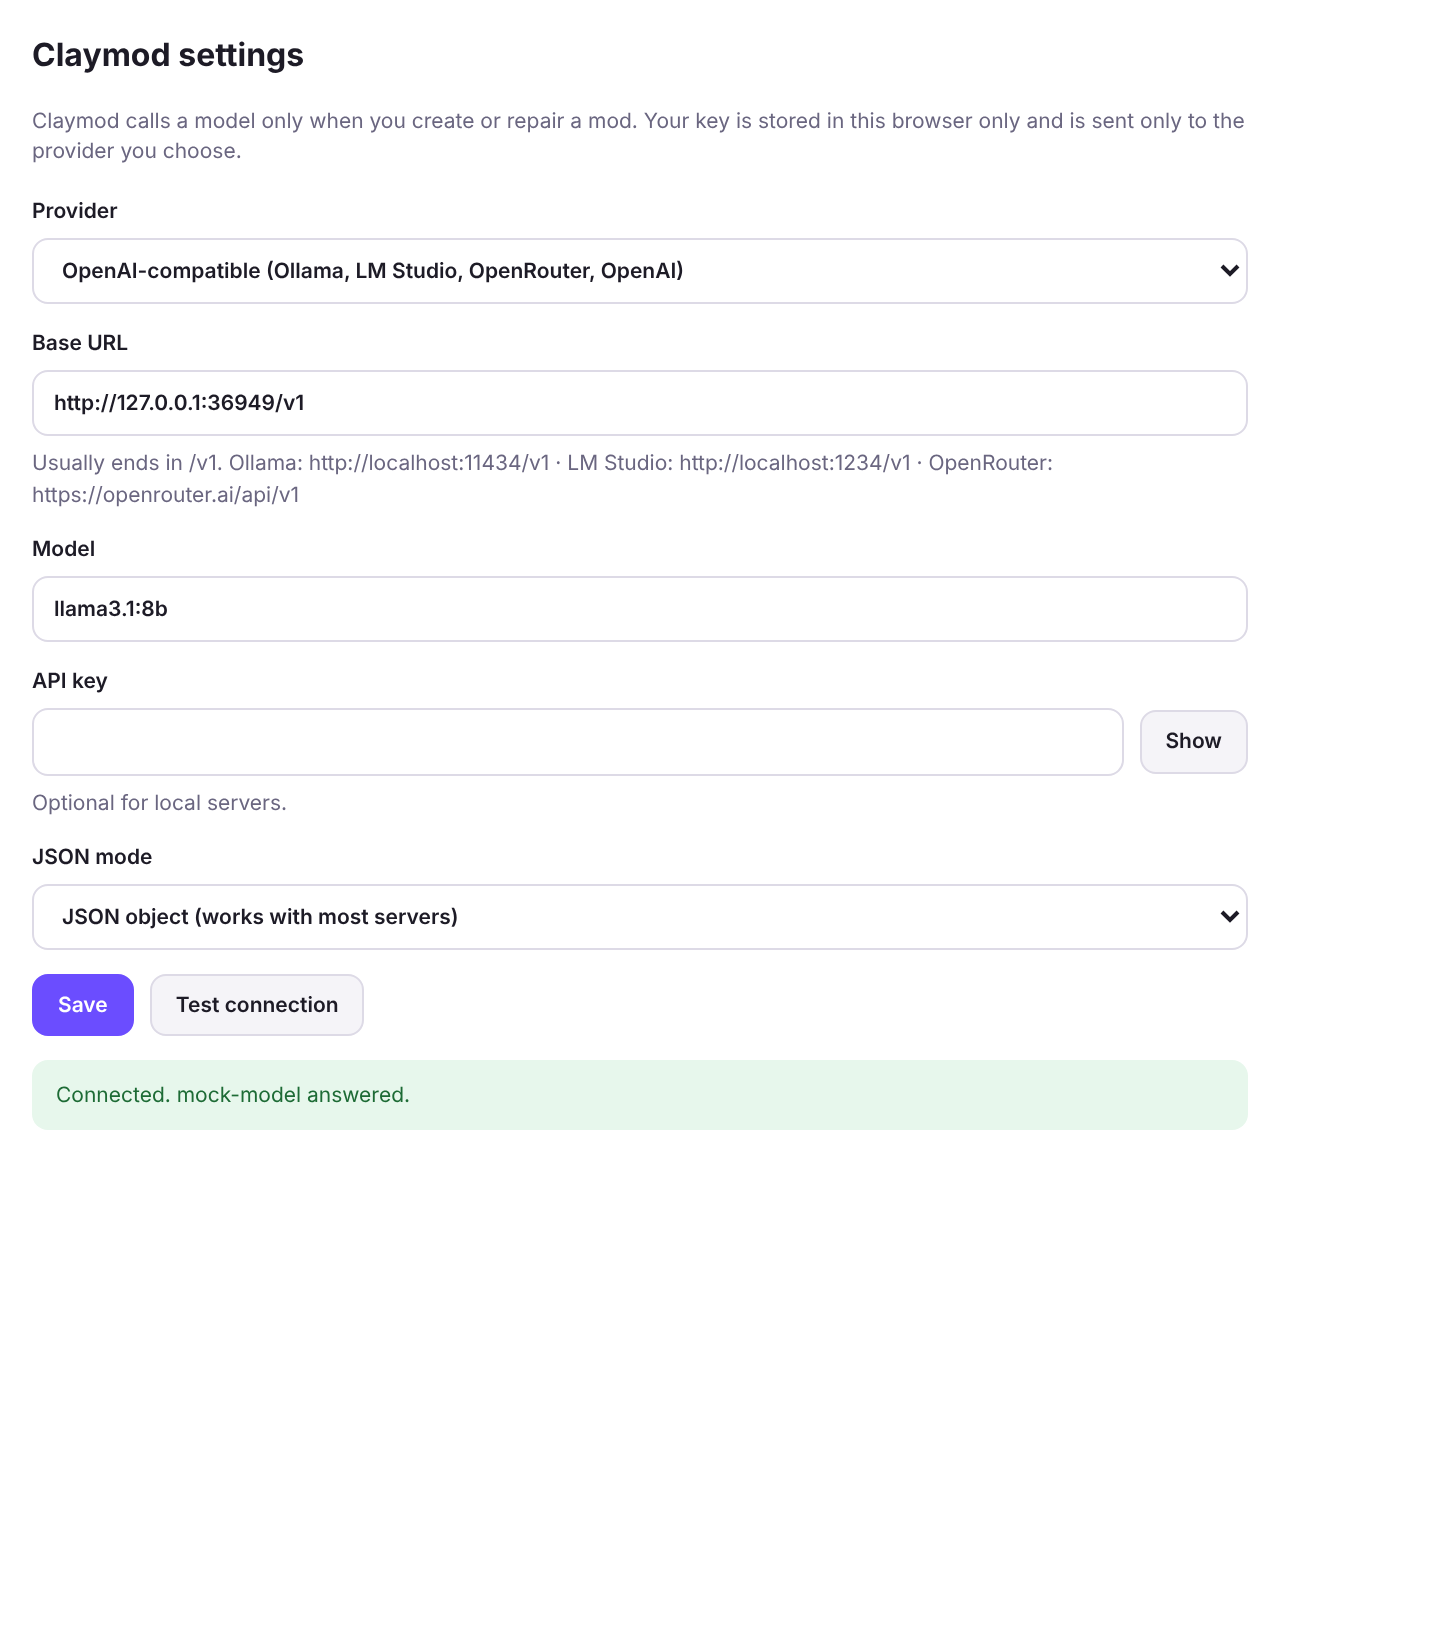 Claymod settings
Claymod calls a model only when you create or repair a mod. Your key is stored in this browser only and is sent only to the
provider you choose.
Provider
OpenAI-compatible (Ollama, LM Studio, OpenRouter, OpenAI)
Base URL
http://127.0.0.1:36949/v1
Usually ends in /v1. Ollama: http://localhost:11434/v1 · LM Studio: http://localhost:1234/v1 · OpenRouter:
https://openrouter.ai/api/v1
Model
llama3.1:8b
API key
Show
Optional for local servers.
JSON mode
JSON object (works with most servers)
Save Test connection
Connected. mock-model answered.